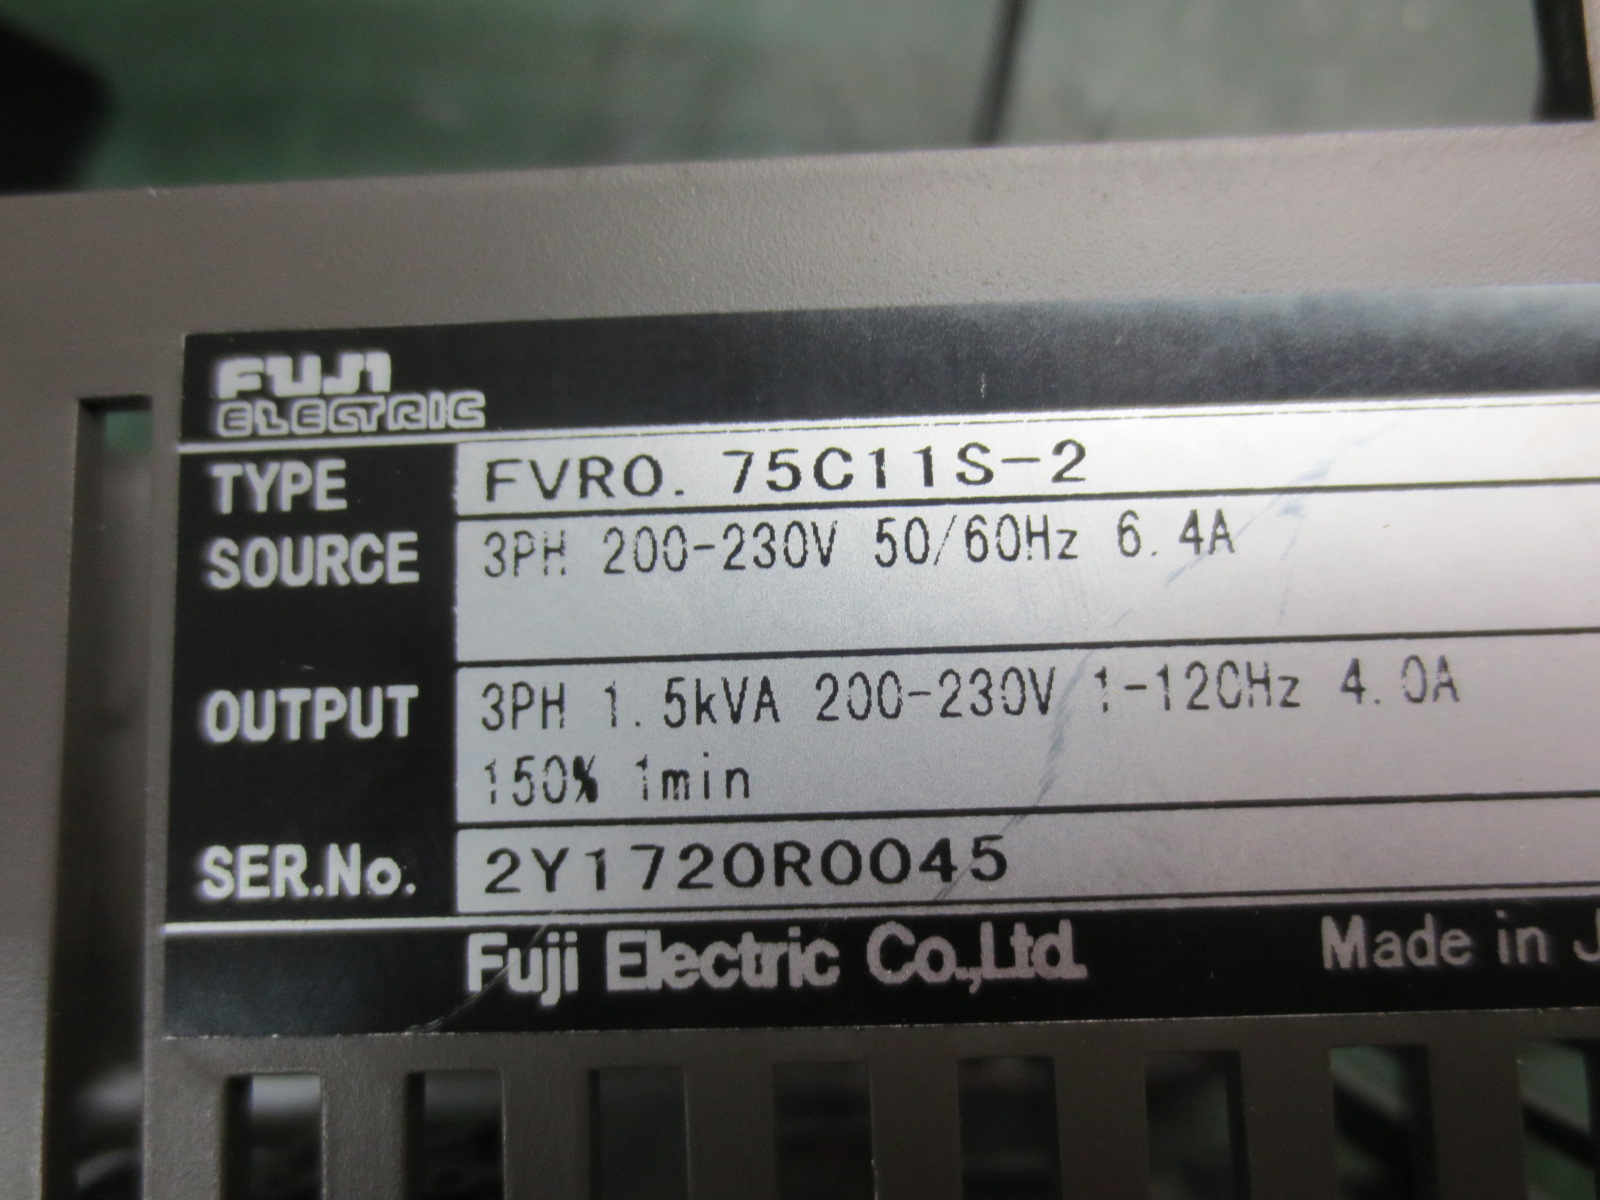 FUJI
ELECTRIC
TYPE FVR0.75C11S-2
SOURCE 3PH 200-230V 50/60Hz 6.4A
OUTPUT 3PH 1.5kVA 200-230V 1-120Hz 4.0A
150% 1min
SER.No. 2Y1720R0045
Fuji Electric Co.,Ltd. Made in J